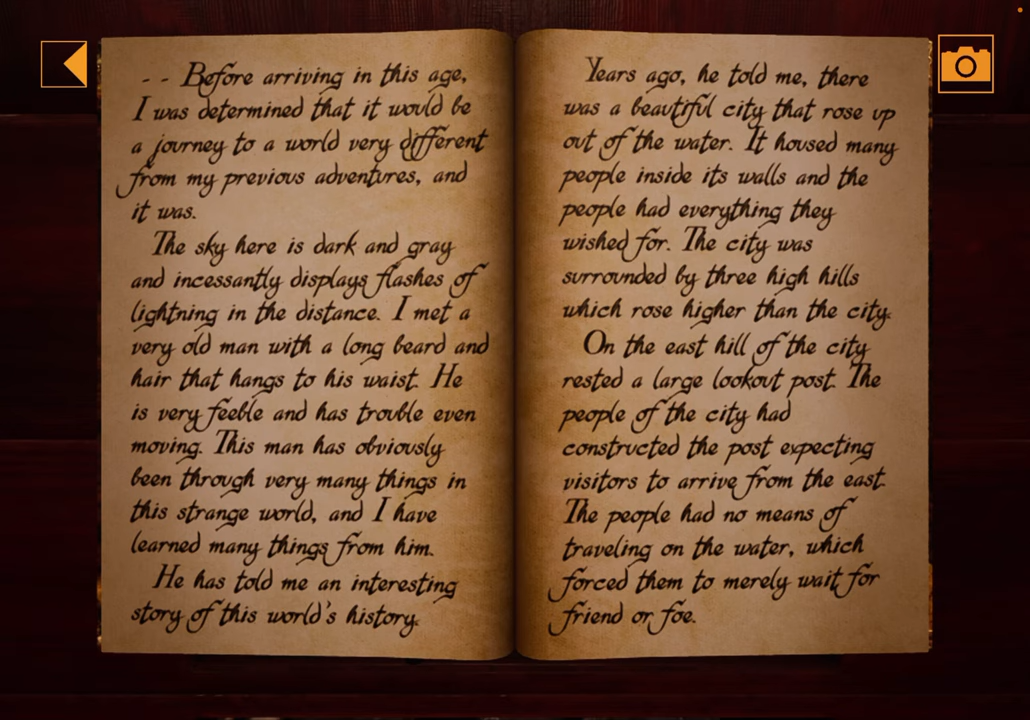 - - Before arriving in this age,
I was determined that it would be
a journey to a world very different
from my previous adventures, and
it was.
The sky here is dark and gray
and incessantly displays flashes of
lightning in the distance. I met a
very old man with a long beard and
hair that hangs to his waist. He
is very feeble and has trouble even
moving. This man has obviously
been through very many things in
this strange world, and I have
learned many things from him.
He has told me an interesting
story of this world's history.
Years ago, he told me, there
was a beautiful city that rose up
out of the water. It housed many
people inside its walls and the
people had everything they
wished for. The city was
surrounded by three high hills
which rose higher than the city.
On the east hill of the city
rested a large lookout post. The
people of the city had
constructed the post expecting
visitors to arrive from the east.
The people had no means of
traveling on the water, which
forced them to merely wait for
friend or foe.